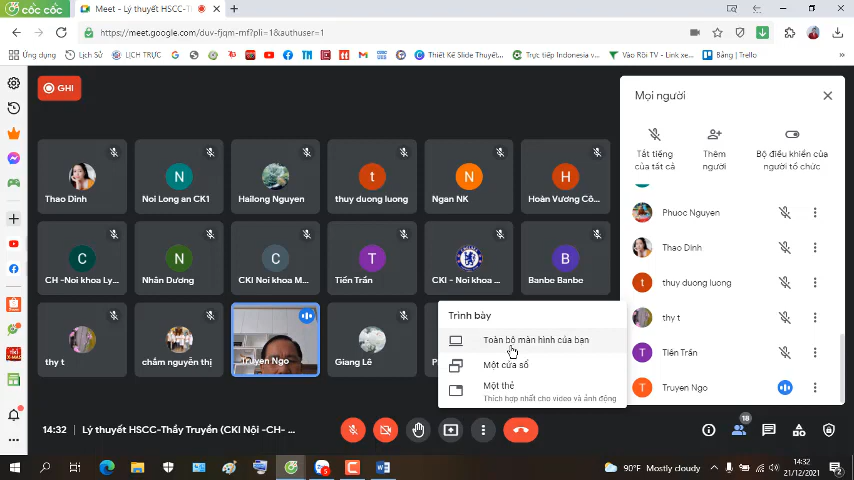 cốc cốc
Meet - Lý thuyết HSCC-T
https://meet.google.com/duv-fjqm-mf?pli=1&authuser=1
Ứng dụng
Lịch Sử
LỊCH TRỰC
Thiết Kế Slide Thuyết...
Trực tiếp Indonesia v...
Vào Rồi TV - Link xe...
Bảng | Trello
GHI
Thao Dinh
Noi Long an CK1
Hailong Nguyen
thuy duong luong
Ngan NK
Hoàn Vương Cô...
CH -Noi khoa Ly...
Nhân Dương
CKI Noi khoa M...
Tiến Trần
CKI - Noi khoa ...
Banbe Banbe
thy t
chấm nguyên thị
Truyen Ngo
Giang Lê
Trình bày
Toàn bộ màn hình của bạn
Một cửa sổ
Một thẻ
Thích hợp nhất cho video và ảnh động
Mọi người
Tắt tiếng của tất cả
Thêm người
Bộ điều khiển của người tổ chức
Phuoc Nguyen
Thao Dinh
thuy duong luong
thy t
Tiến Trần
Truyen Ngo
14:32
Lý thuyết HSCC-Thầy Truyền (CKI Nội -CH- ...
18
90°F Mostly cloudy
14:32
21/12/2021
2